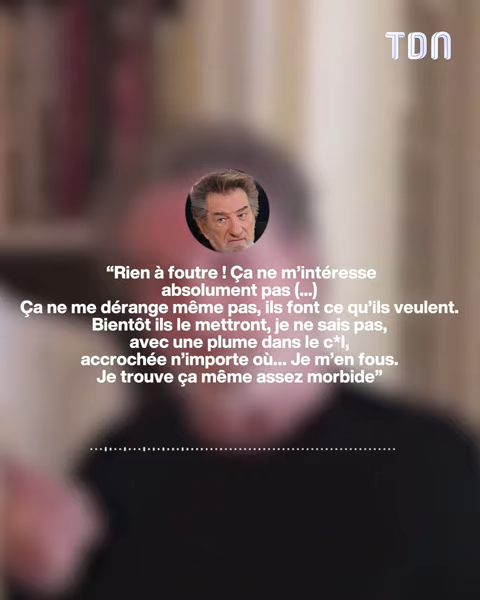 TDN
“Rien à foutre ! Ça ne m’intéresse
absolument pas (...)
Ça ne me dérange même pas, ils font ce qu’ils veulent.
Bientôt ils le mettront, je ne sais pas,
avec une plume dans le c*l,
accrochée n’importe où... Je m’en fous.
Je trouve ça même assez morbide”